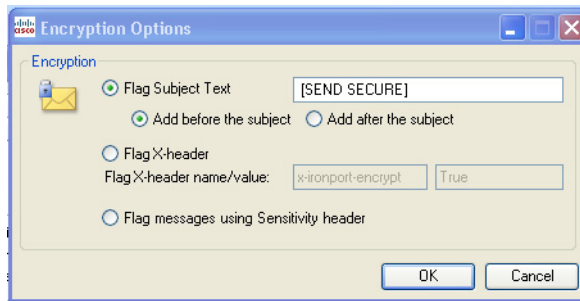 cisco Encryption Options
Encryption
Flag Subject Text [SEND SECURE]
Add before the subject Add after the subject
Flag X-header
Flag X-header name/value: x-ironport-encrypt True
Flag messages using Sensitivity header
OK Cancel